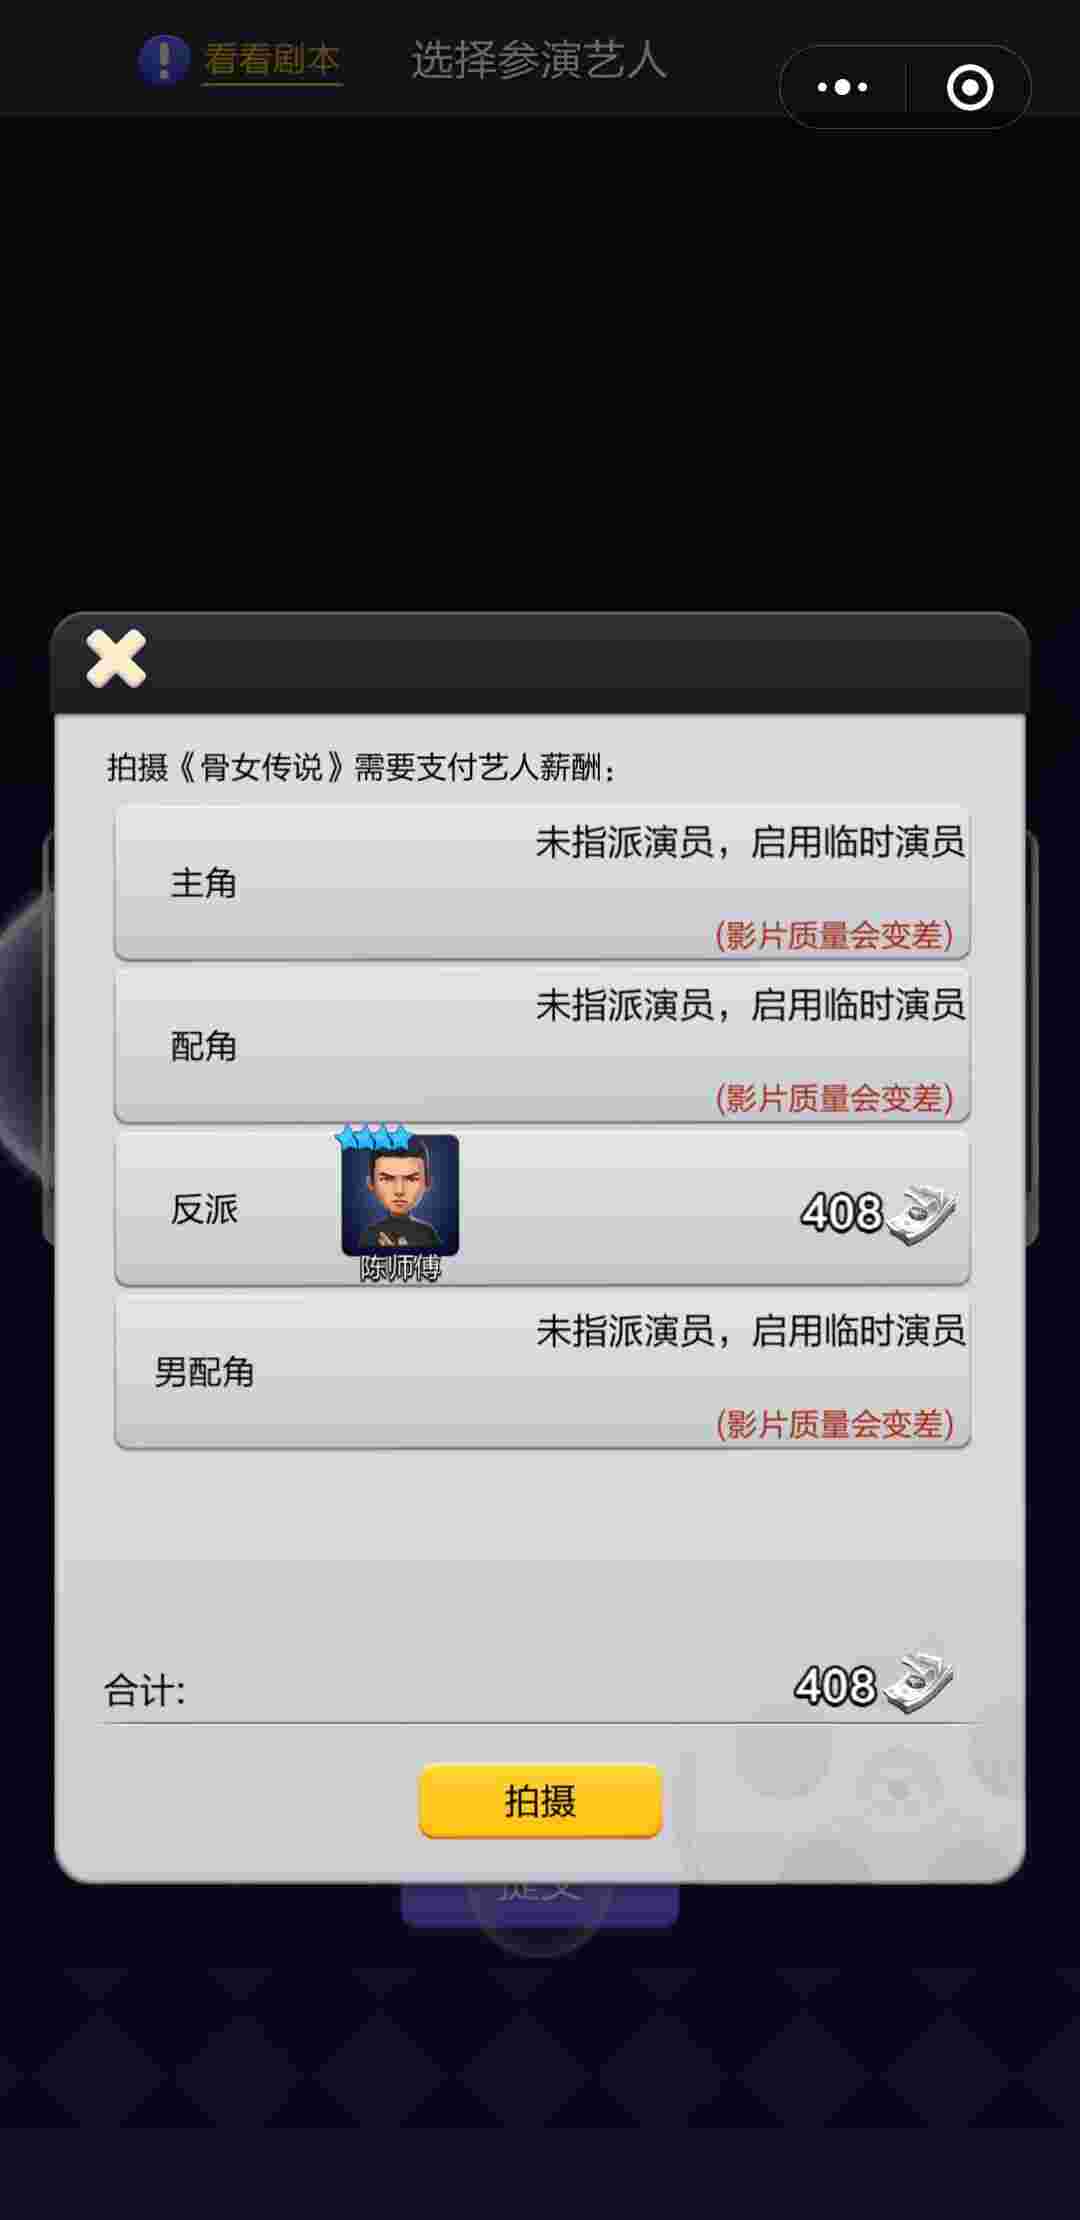 看看剧本
选择参演艺人
拍摄《骨女传说》需要支付艺人薪酬：
未指派演员，启用临时演员
主角
(影片质量会变差)
未指派演员，启用临时演员
配角
(影片质量会变差)
反派
408
陈师傅
未指派演员，启用临时演员
男配角
(影片质量会变差)
合计:
408
拍摄